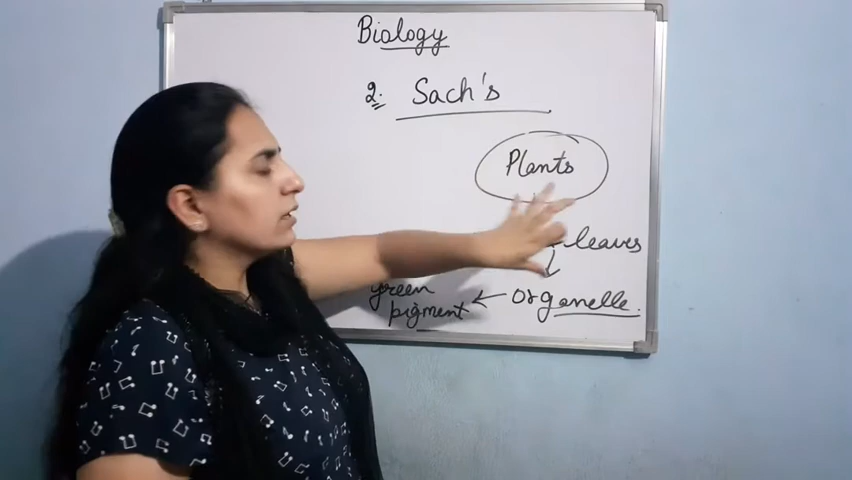 Biology
2. Sach's
Plants
leaves
green
pigment ← organelle.